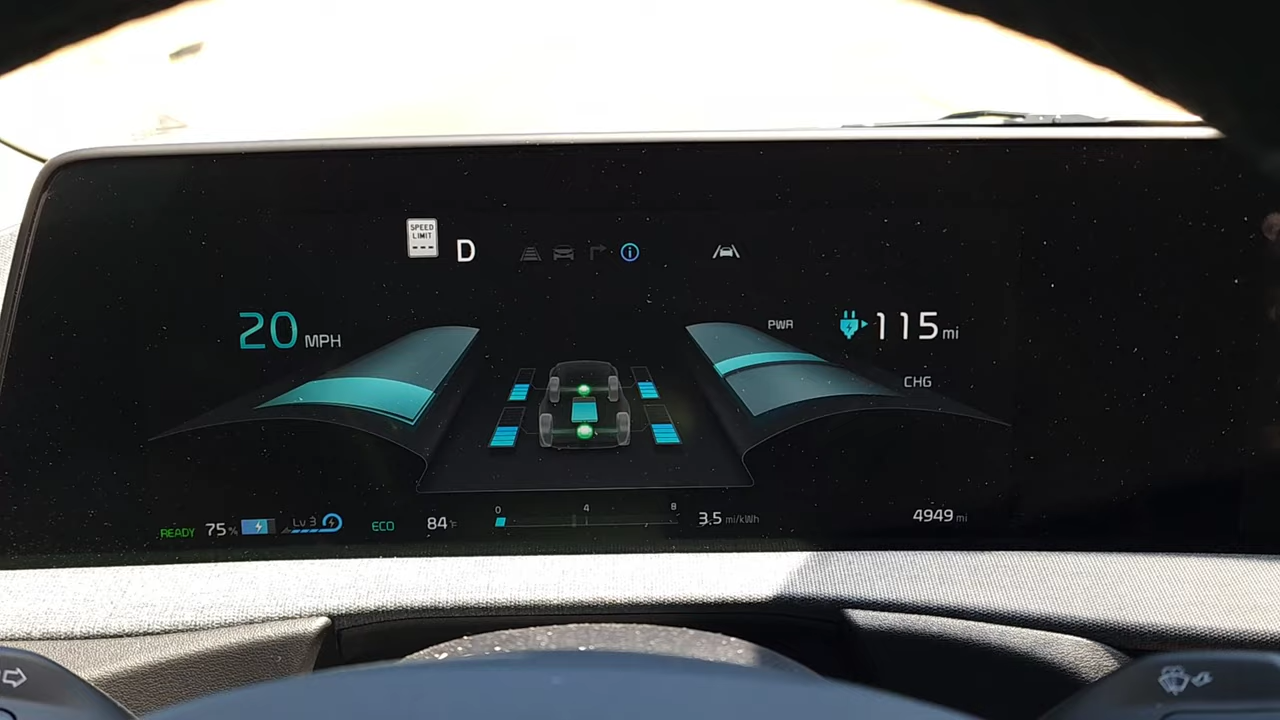 SPEED
LIMIT
---
D
20 MPH
PWR
115 mi
CHG
0 4 8
READY 75% Lv 3 ECO 84°F 3.5 mi/kWh 4949 mi